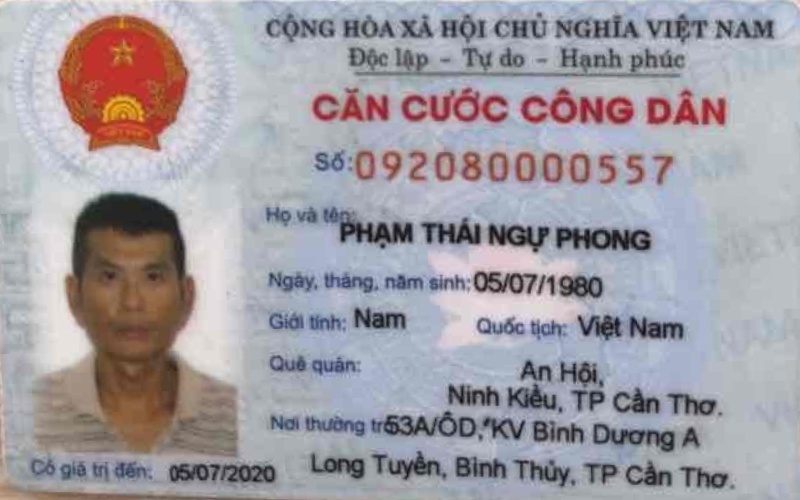 CỘNG HÒA XÃ HỘI CHỦ NGHĨA VIỆT NAM
Độc lập - Tự do - Hạnh phúc
CĂN CƯỚC CÔNG DÂN
Số: 092080000557
Họ và tên:
PHẠM THÁI NGỰ PHONG
Ngày, tháng, năm sinh: 05/07/1980
Giới tính: Nam Quốc tịch: Việt Nam
Quê quán: An Hội,
Ninh Kiều, TP Cần Thơ.
Nơi thường trú 53A/ÔD, KV Bình Dương A
Long Tuyền, Bình Thủy, TP Cần Thơ.
Có giá trị đến: 05/07/2020